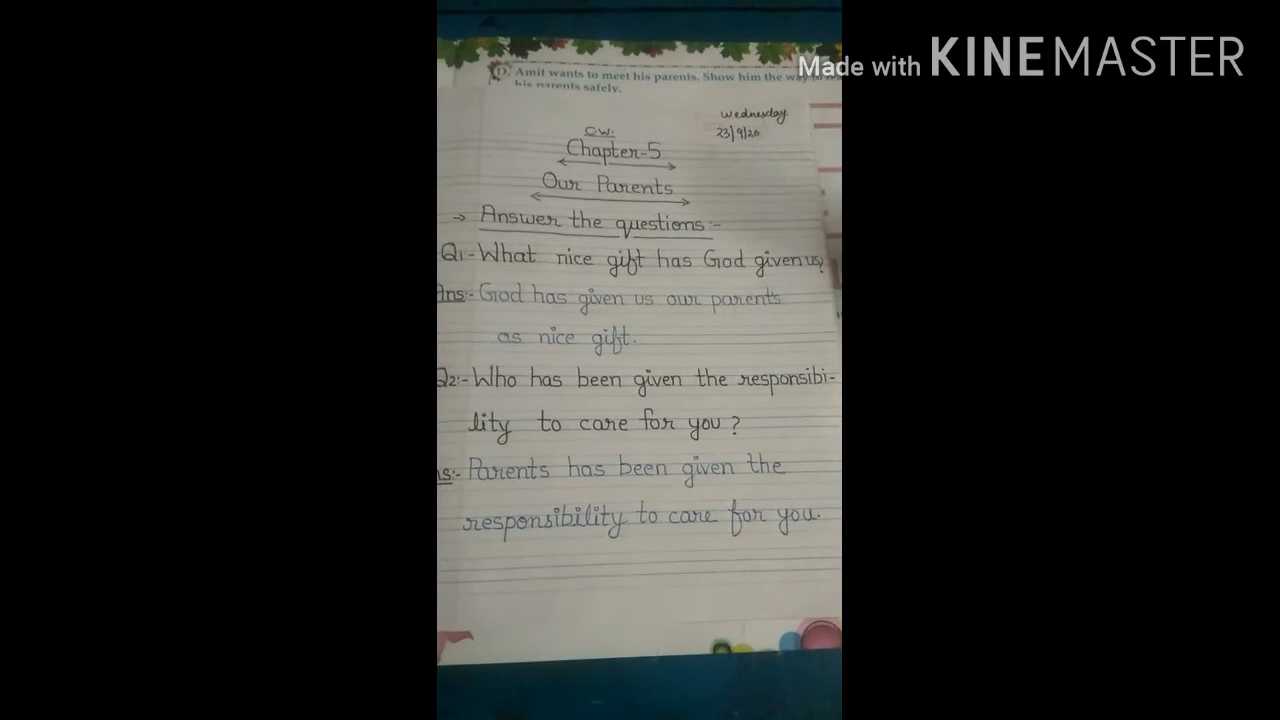 Made with KINEMASTER
D. Amit wants to meet his parents. Show him the way to
his parents safely.
Wednesday
23/9/20
C.W.
Chapter-5
Our Parents
→ Answer the questions:-
Q1:- What nice gift has God given us?
Ans:- God has given us our parents
as nice gift.
Q2:- Who has been given the responsibi-
lity to care for you?
ns:- Parents has been given the
responsibility to care for you.